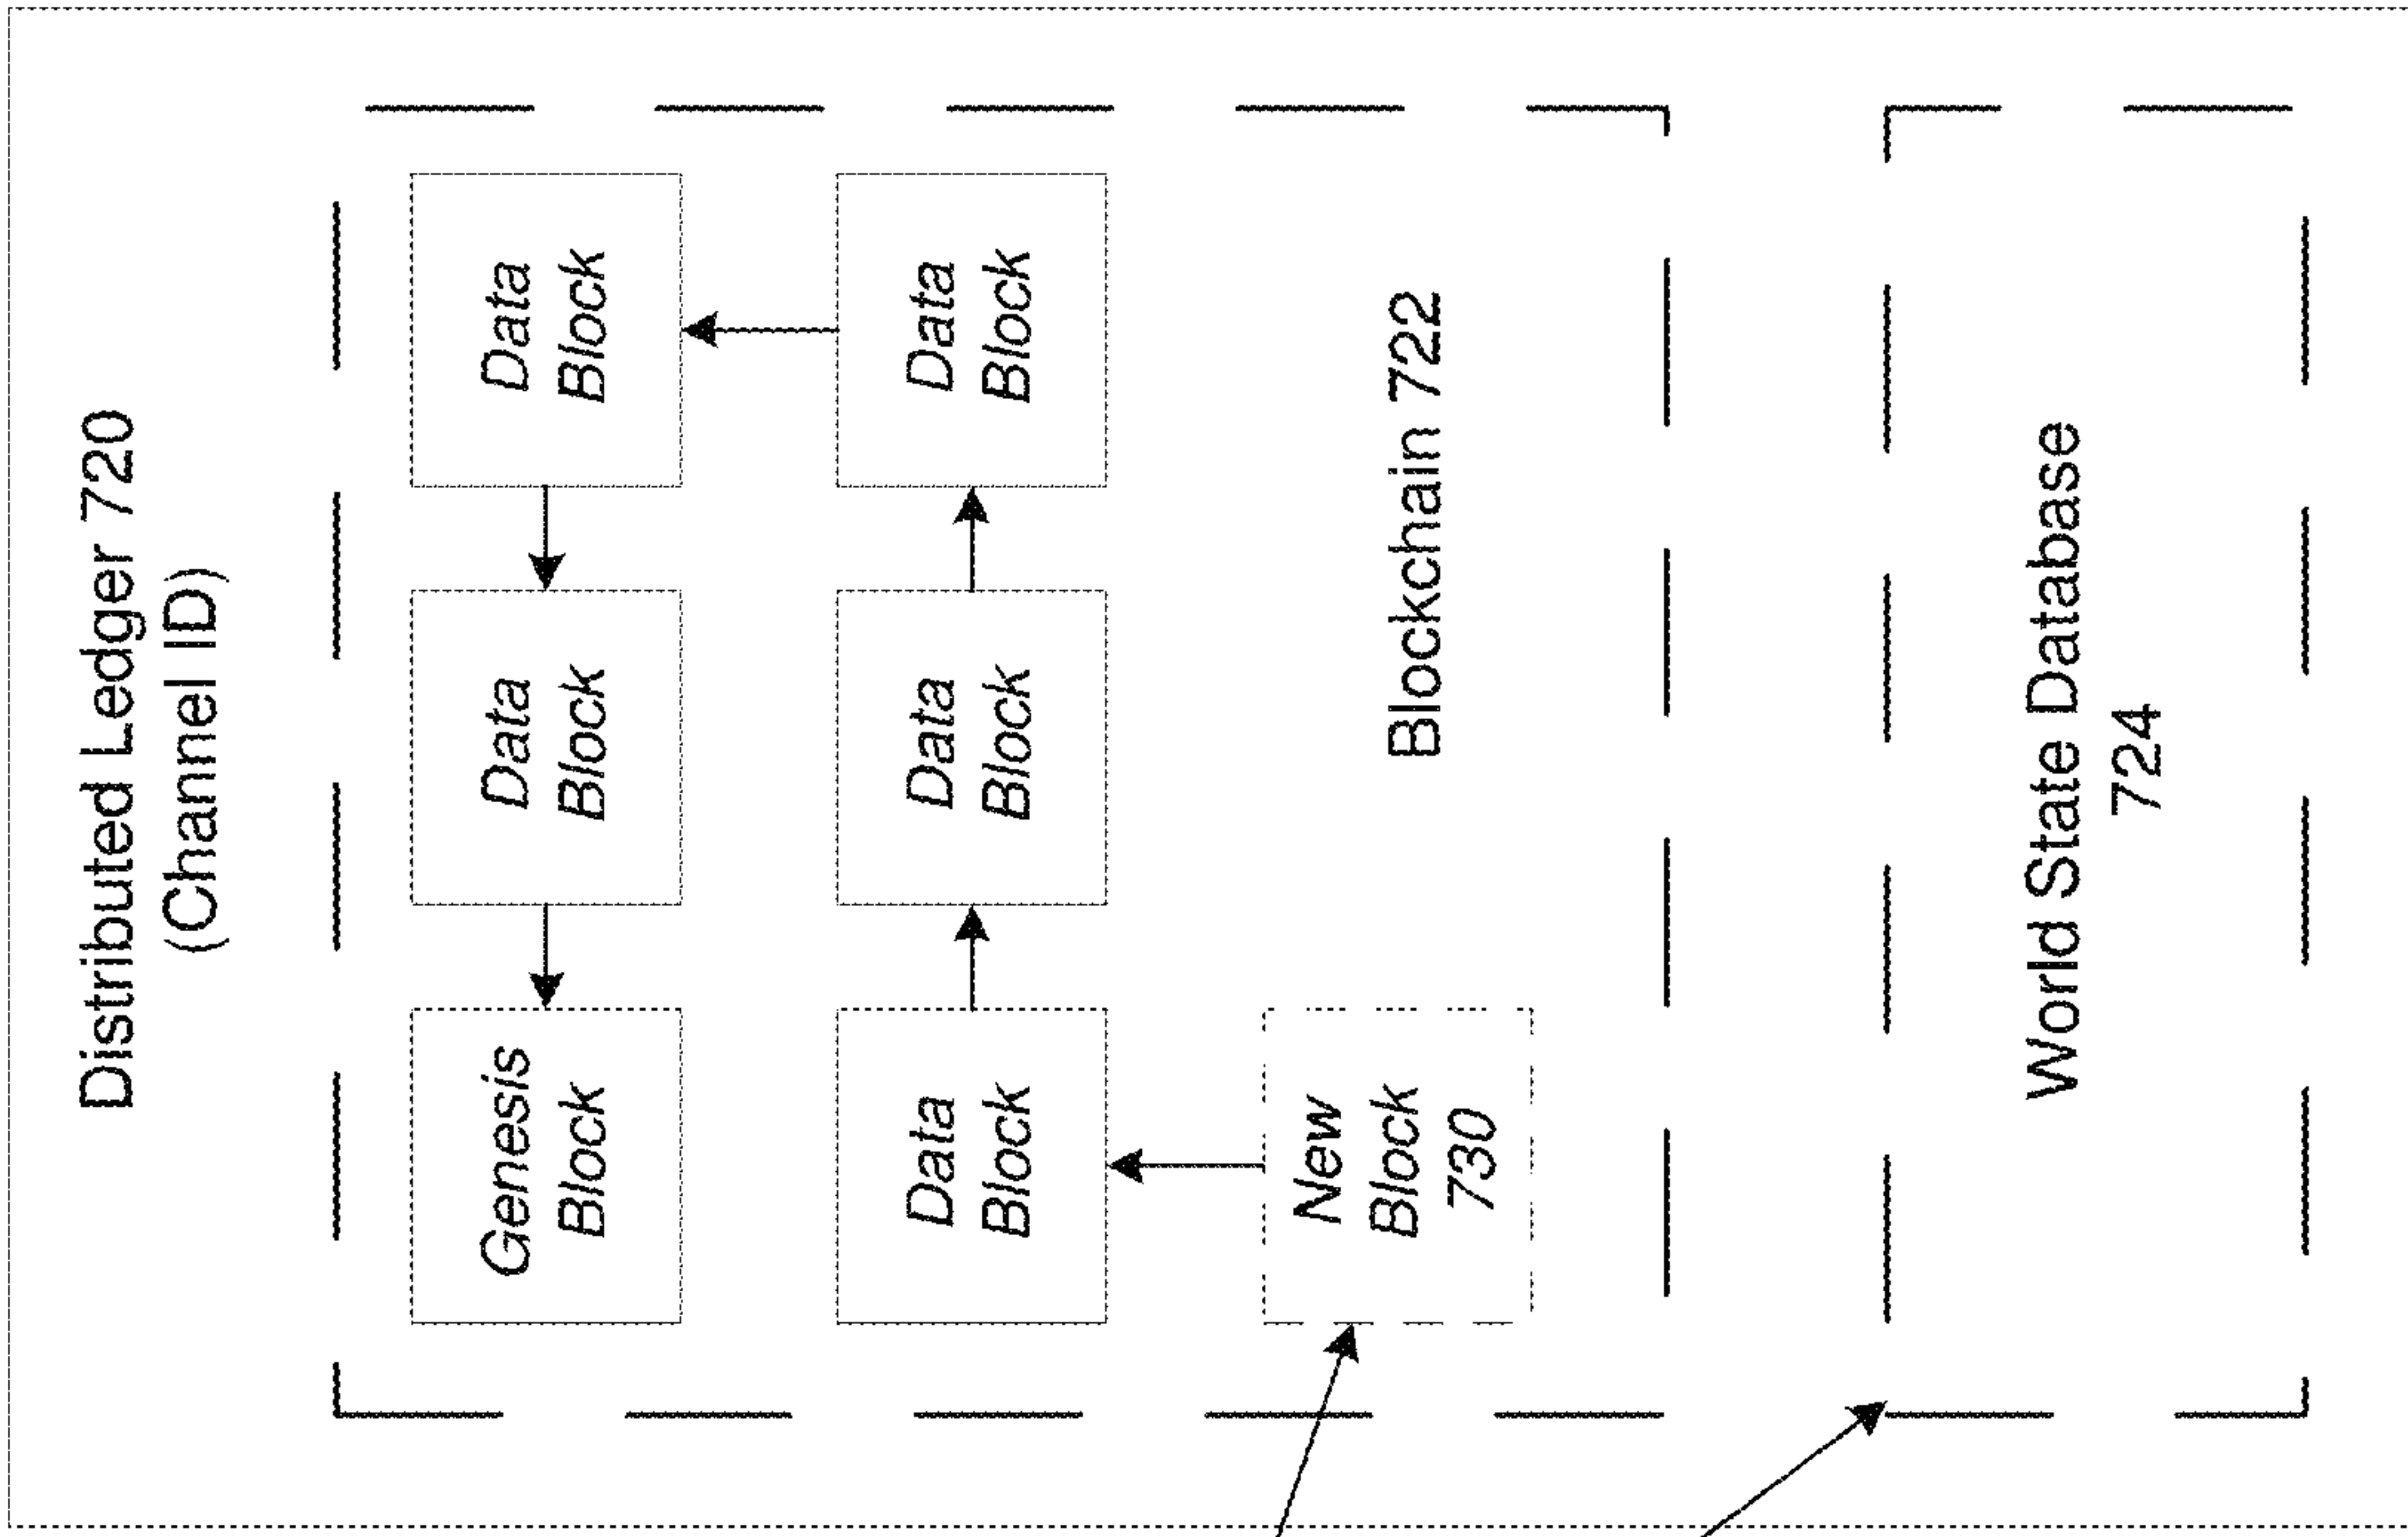 Distributed Ledger 720
(Channel ID)
Genesis
Block
Data
Block
Data
Block
Data
Block
Data
Block
Data
Block
New
Block
730
Blockchain 722
World State Database
724